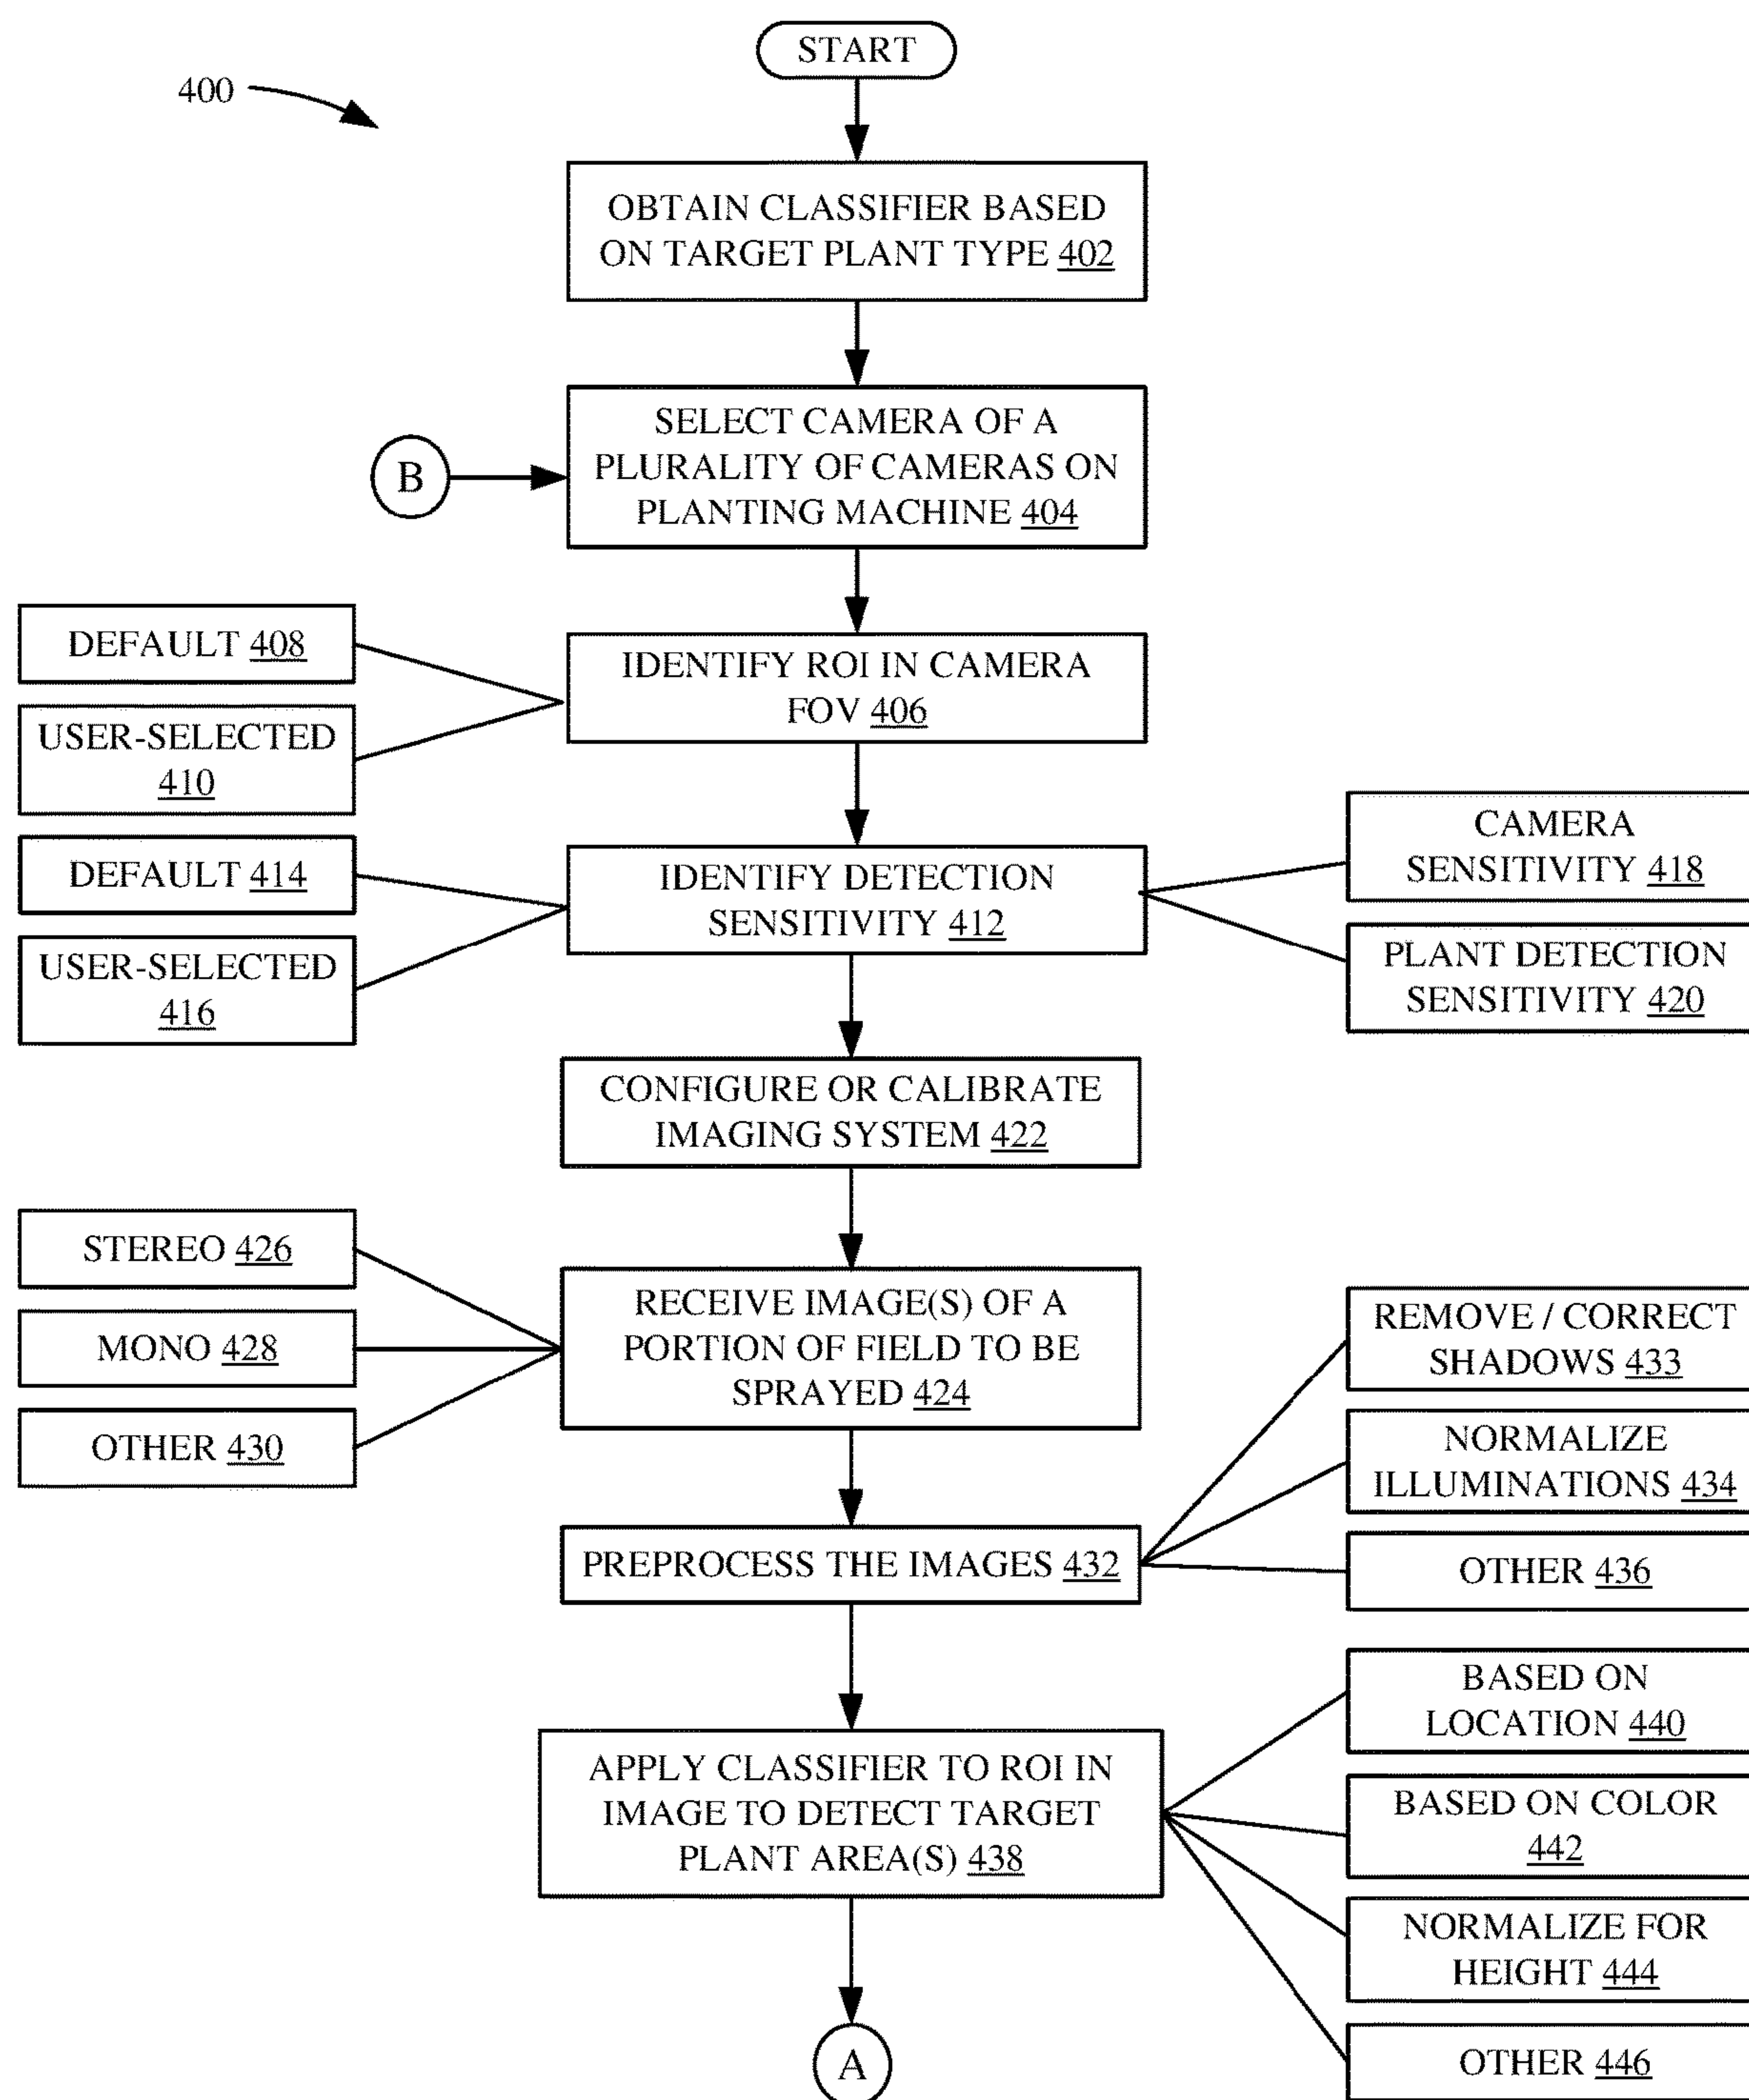 START
400
OBTAIN CLASSIFIER BASED
ON TARGET PLANT TYPE 402
SELECT CAMERA OF A
PLURALITY OF CAMERAS ON
PLANTING MACHINE 404
B
DEFAULT 408
USER-SELECTED
410
IDENTIFY ROI IN CAMERA
FOV 406
DEFAULT 414
USER-SELECTED
416
IDENTIFY DETECTION
SENSITIVITY 412
CAMERA
SENSITIVITY 418
PLANT DETECTION
SENSITIVITY 420
CONFIGURE OR CALIBRATE
IMAGING SYSTEM 422
STEREO 426
MONO 428
OTHER 430
RECEIVE IMAGE(S) OF A
PORTION OF FIELD TO BE
SPRAYED 424
REMOVE / CORRECT
SHADOWS 433
NORMALIZE
ILLUMINATIONS 434
OTHER 436
PREPROCESS THE IMAGES 432
BASED ON
LOCATION 440
BASED ON COLOR
442
NORMALIZE FOR
HEIGHT 444
OTHER 446
APPLY CLASSIFIER TO ROI IN
IMAGE TO DETECT TARGET
PLANT AREA(S) 438
A